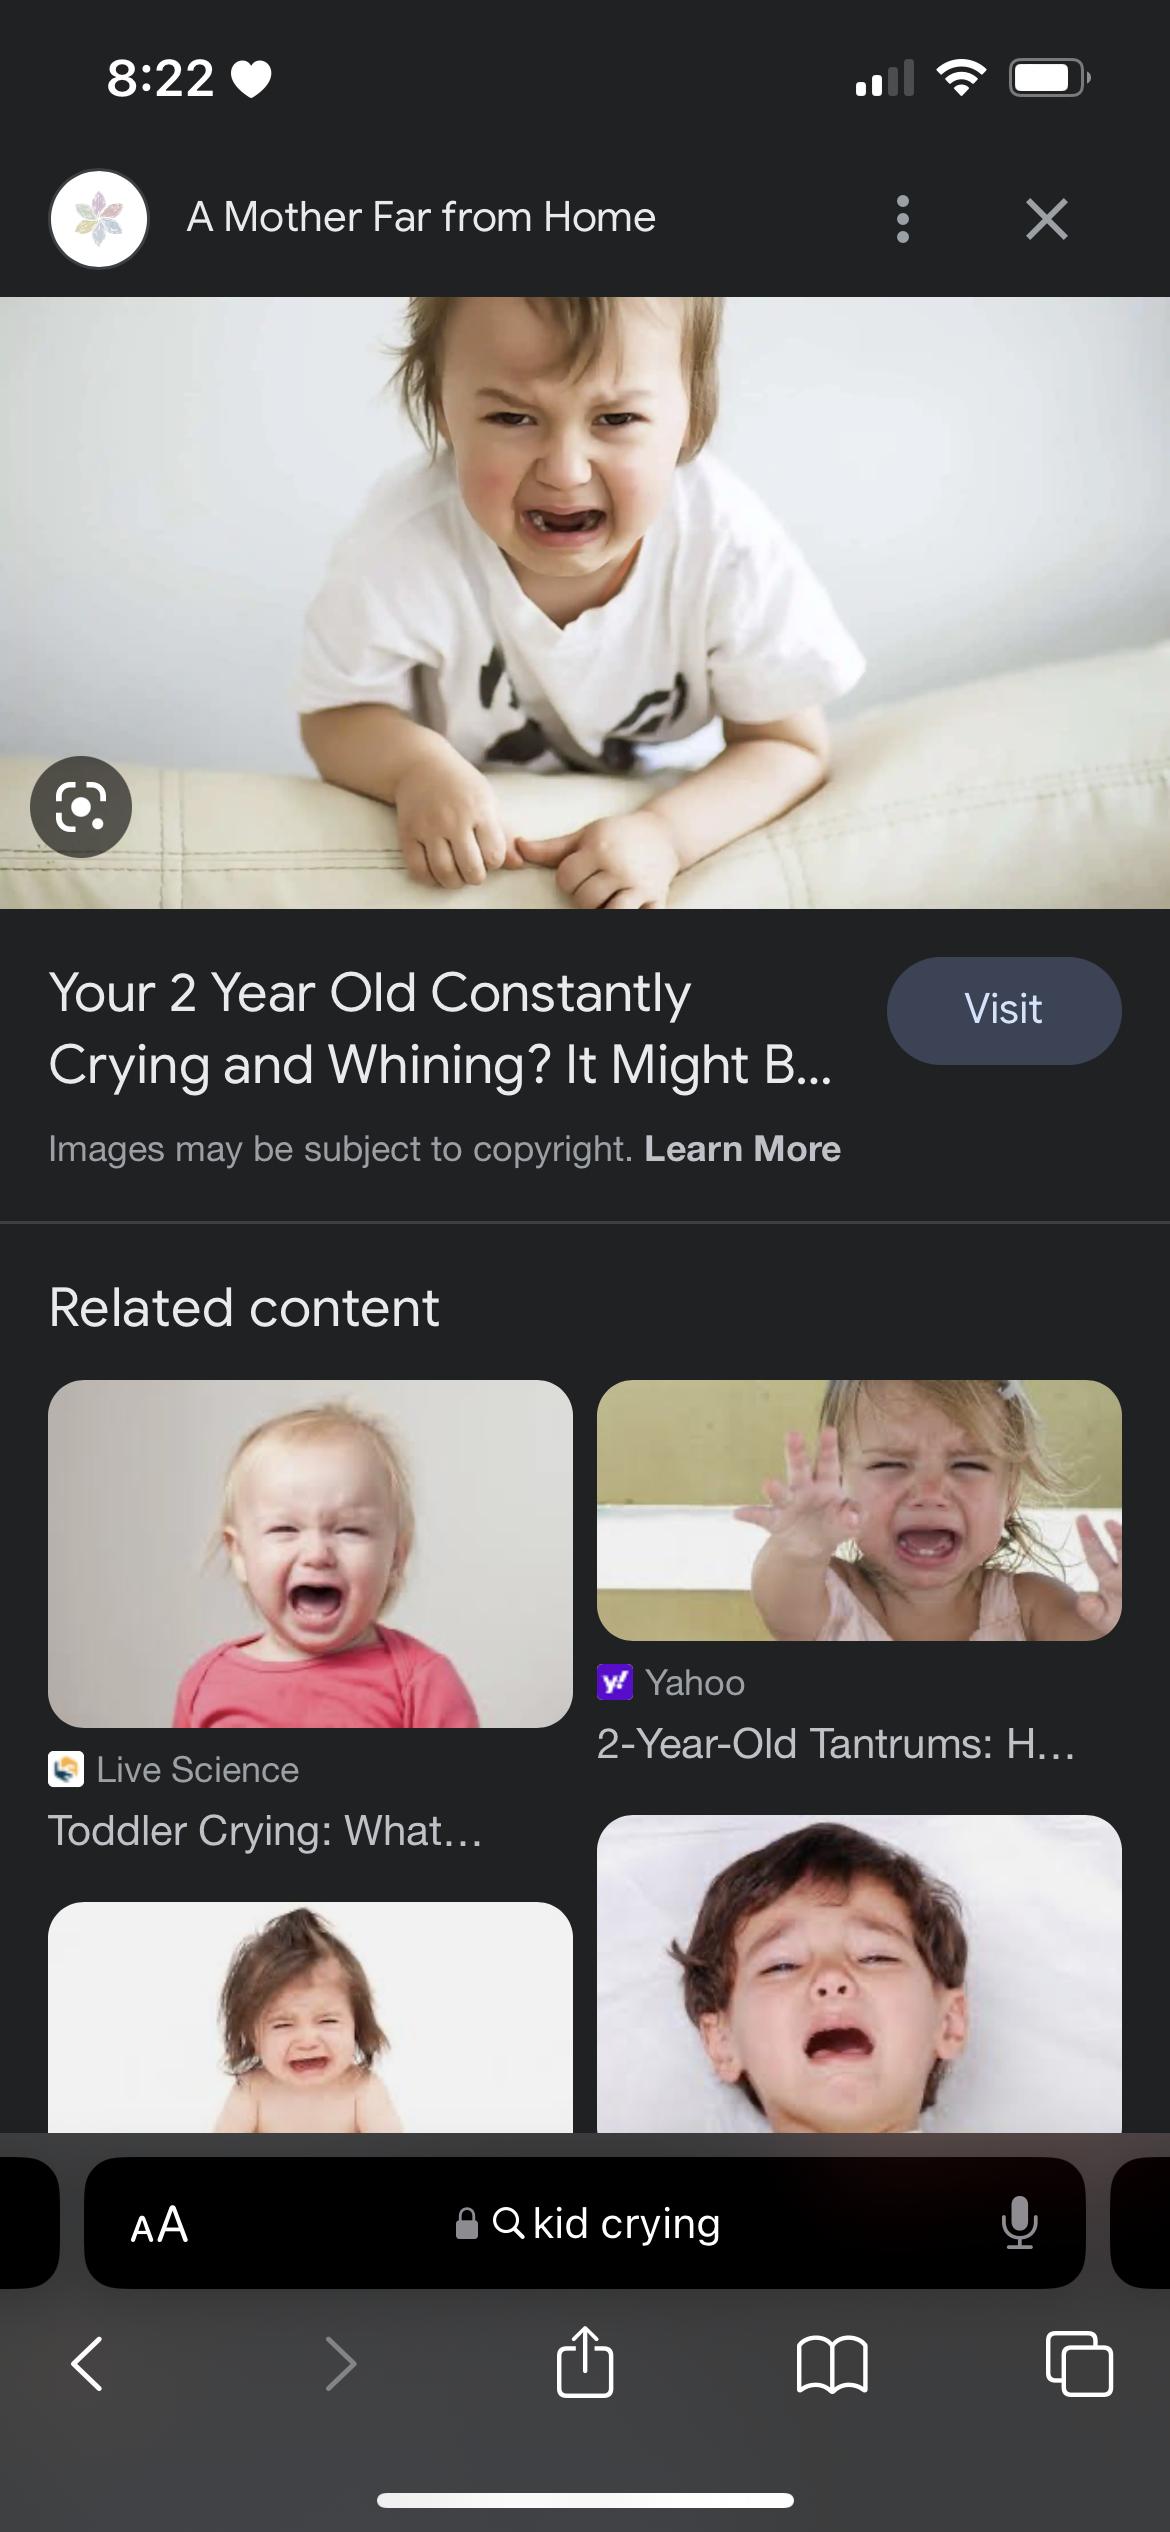 8:22
A Mother Far from Home
Your 2 Year Old Constantly
Crying and Whining? It Might B...
Visit
Images may be subject to copyright. Learn More
Related content
Live Science
Toddler Crying: What...
y!
Yahoo
2-Year-Old Tantrums: H...
AA
kid crying